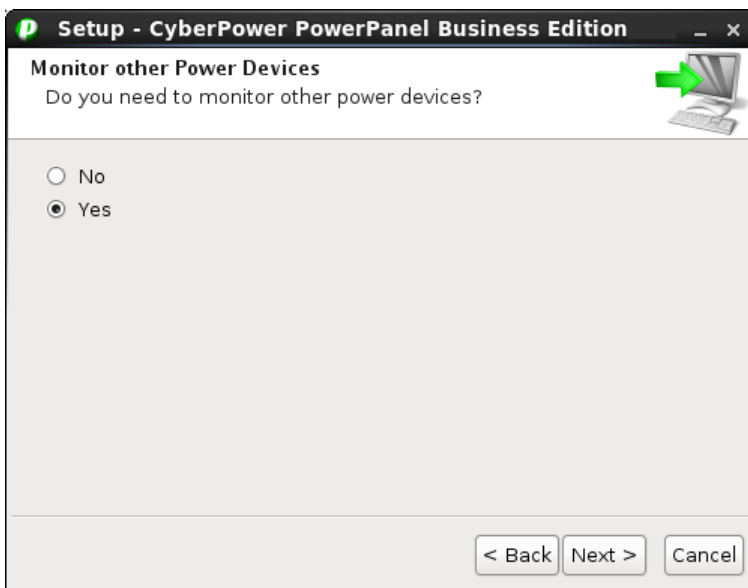 Setup - CyberPower PowerPanel Business Edition
Monitor other Power Devices
Do you need to monitor other power devices?
No
Yes
< Back Next > Cancel